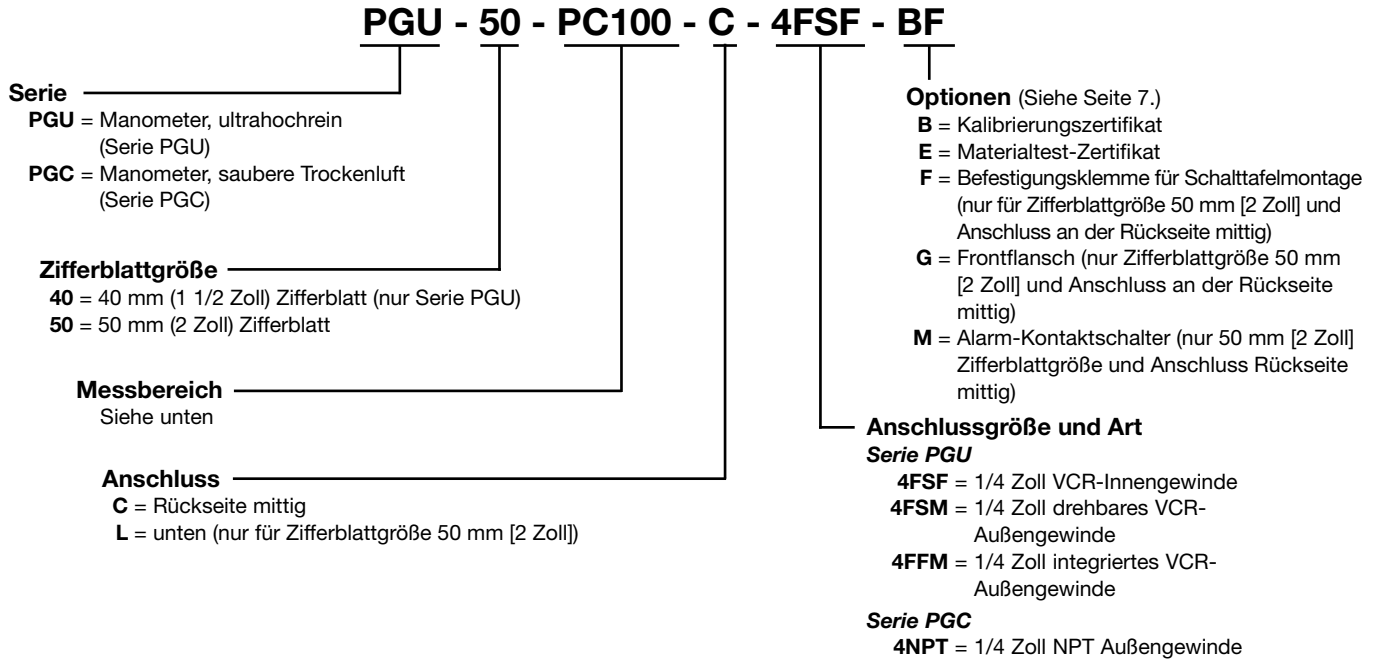 PGU - 50 - PC100 - C - 4FSF - BF
Serie
PGU = Manometer, ultrahochrein
(Serie PGU)
PGC = Manometer, saubere Trockenluft
(Serie PGC)
Zifferblattgröße
40 = 40 mm (1 1/2 Zoll) Zifferblatt (nur Serie PGU)
50 = 50 mm (2 Zoll) Zifferblatt
Messbereich
Siehe unten
Anschluss
C = Rückseite mittig
L = unten (nur für Zifferblattgröße 50 mm [2 Zoll])
Optionen (Siehe Seite 7.)
B = Kalibrierungszertifikat
E = Materialtest-Zertifikat
F = Befestigungsklemme für Schalttafelmontage
(nur für Zifferblattgröße 50 mm [2 Zoll] und
Anschluss an der Rückseite mittig)
G = Frontflansch (nur Zifferblattgröße 50 mm
[2 Zoll] und Anschluss an der Rückseite
mittig)
M = Alarm-Kontaktschalter (nur 50 mm [2 Zoll]
Zifferblattgröße und Anschluss Rückseite
mittig)
Anschlussgröße und Art
Serie PGU
4FSF = 1/4 Zoll VCR-Innengewinde
4FSM = 1/4 Zoll drehbares VCR-
Außengewinde
4FFM = 1/4 Zoll integriertes VCR-
Außengewinde
Serie PGC
4NPT = 1/4 Zoll NPT Außengewinde